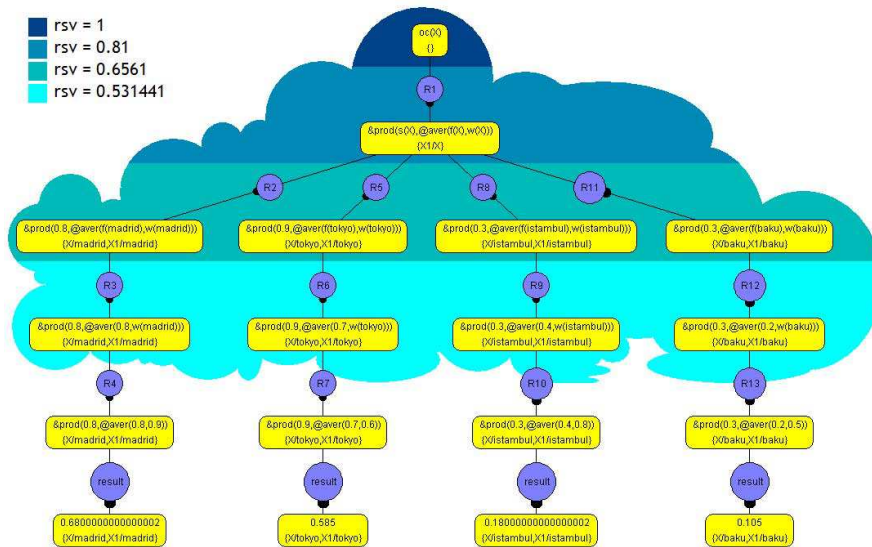 rsv = 1
rsv = 0.81
rsv = 0.6561
rsv = 0.531441
oc(X)
{}
R1
&prod(s(X),@aver(f(X),w(X)))
{X1/X}
R2
R5
R8
R11
&prod(0.8,@aver(f(madrid),w(madrid)))
{X/madrid,X1/madrid}
&prod(0.9,@aver(f(tokyo),w(tokyo)))
{X/tokyo,X1/tokyo}
&prod(0.3,@aver(f(istambul),w(istambul)))
{X/istambul,X1/istambul}
&prod(0.3,@aver(f(baku),w(baku)))
{X/baku,X1/baku}
R3
R6
R9
R12
&prod(0.8,@aver(0.8,w(madrid)))
{X/madrid,X1/madrid}
&prod(0.9,@aver(0.7,w(tokyo)))
{X/tokyo,X1/tokyo}
&prod(0.3,@aver(0.4,w(istambul)))
{X/istambul,X1/istambul}
&prod(0.3,@aver(0.2,w(baku)))
{X/baku,X1/baku}
R4
R7
R10
R13
&prod(0.8,@aver(0.8,0.9))
{X/madrid,X1/madrid}
&prod(0.9,@aver(0.7,0.6))
{X/tokyo,X1/tokyo}
&prod(0.3,@aver(0.4,0.8))
{X/istambul,X1/istambul}
&prod(0.3,@aver(0.2,0.5))
{X/baku,X1/baku}
result
result
result
result
0.6800000000000002
{X/madrid,X1/madrid}
0.585
{X/tokyo,X1/tokyo}
0.18000000000000002
{X/istambul,X1/istambul}
0.105
{X/baku,X1/baku}